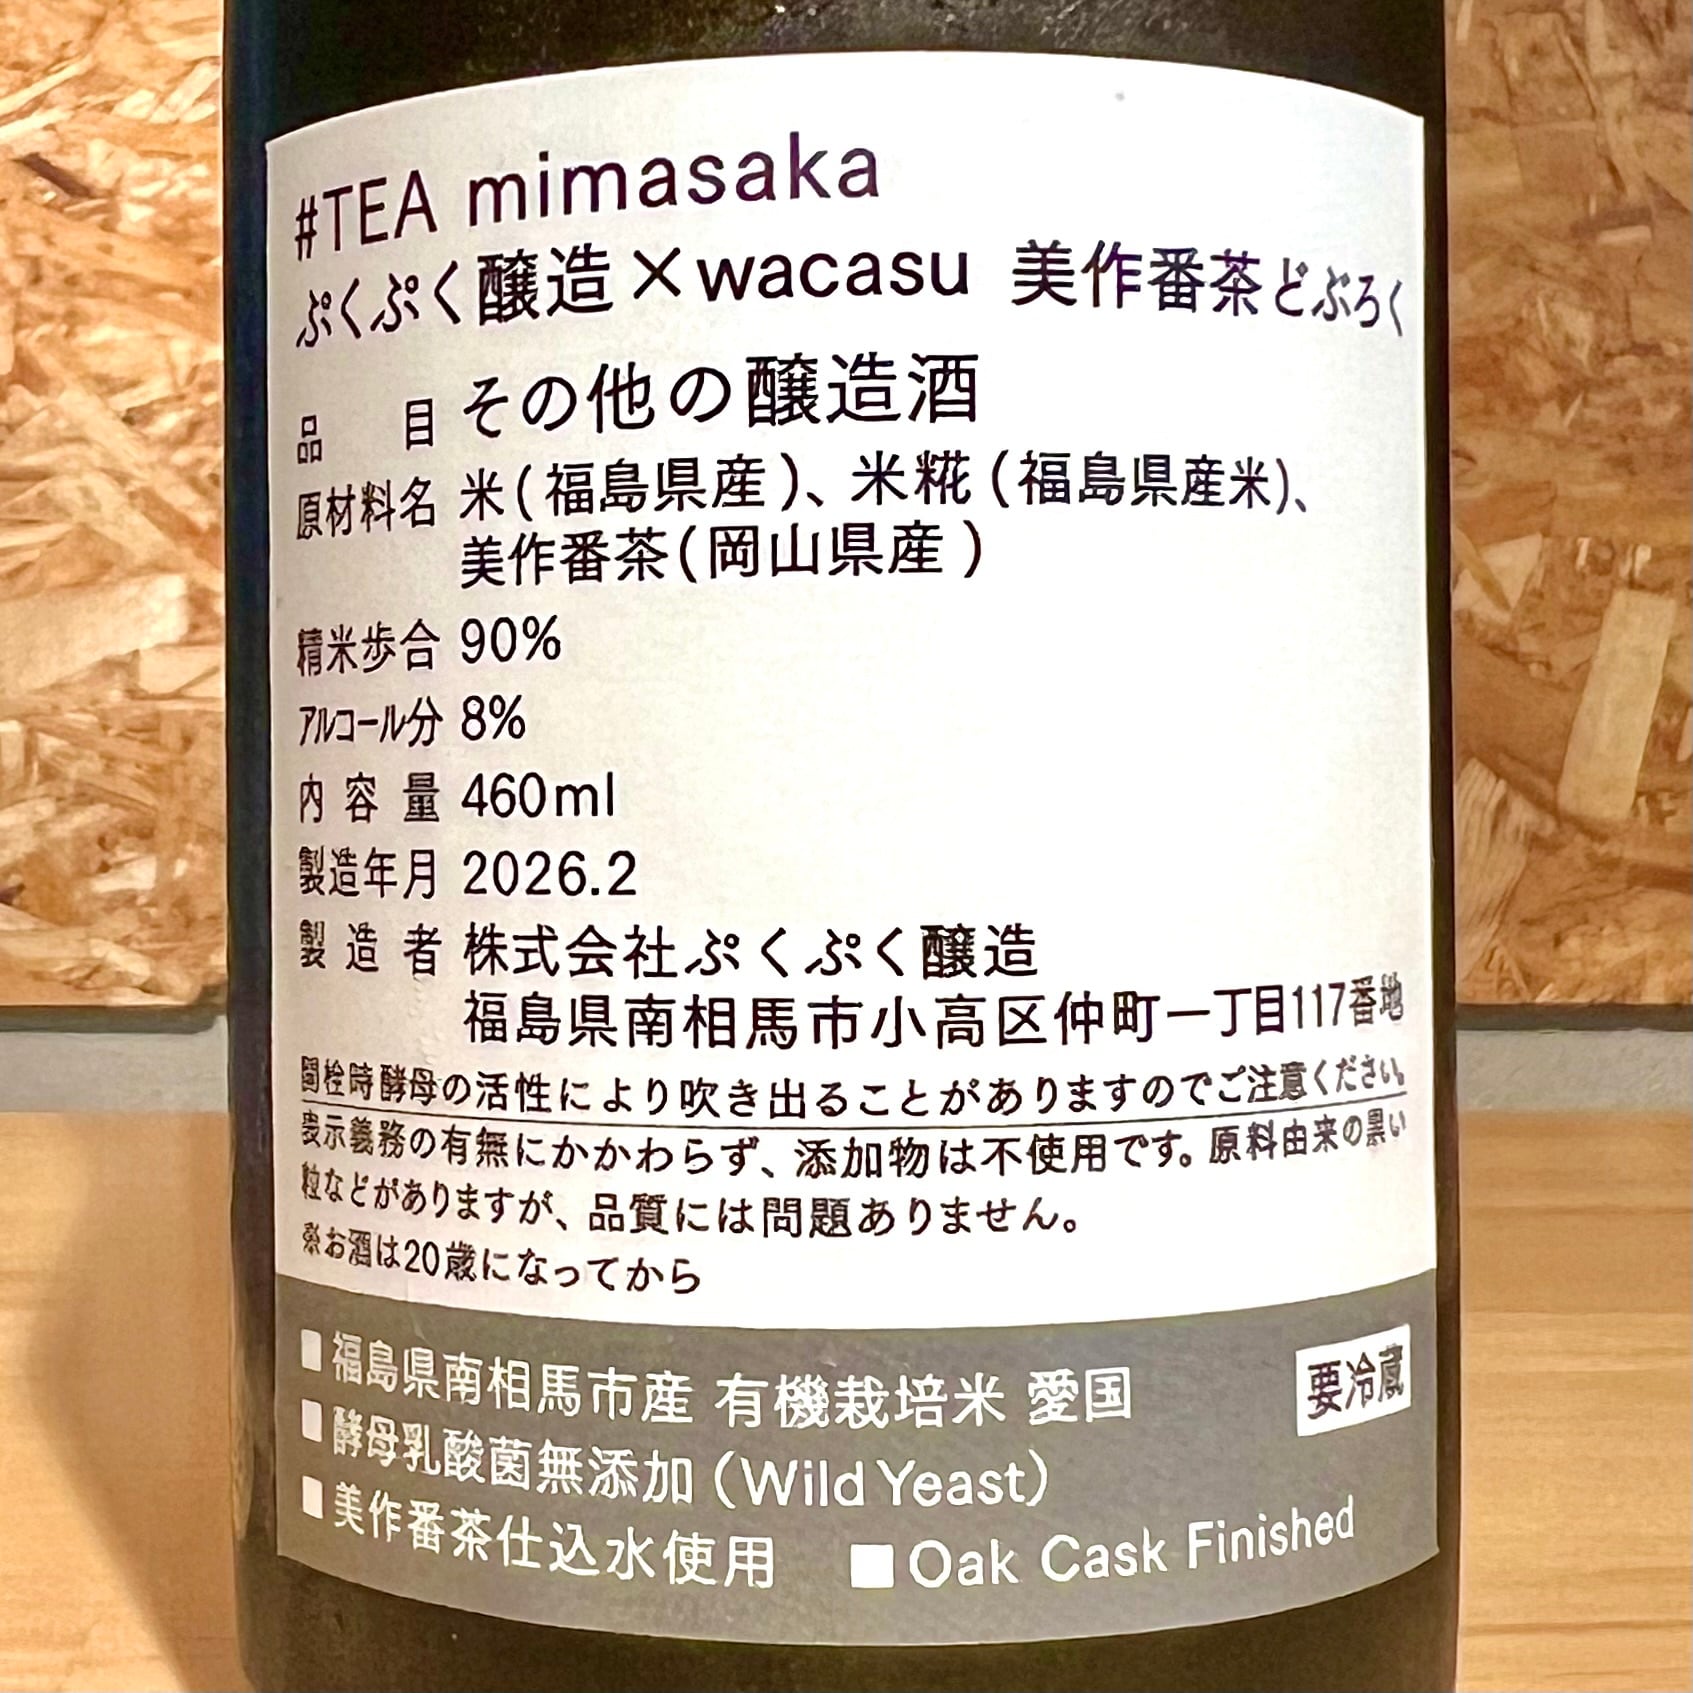 #TEA mimasaka
ぷくぷく醸造×wacasu 美作番茶どぶろく
品目 その他の醸造酒
原材料名 米(福島県産)、米糀(福島県産米)、
美作番茶(岡山県産)
精米歩合 90%
アルコール分 8%
内容量 460ml
製造年月 2026.2
製造者 株式会社ぷくぷく醸造
福島県南相馬市小高区仲町一丁目117番地
開栓時酵母の活性により吹き出ることがありますのでご注意ください。
表示義務の有無にかかわらず、添加物は不使用です。原料由来の黒い
粒などがありますが、品質には問題ありません。
※お酒は20歳になってから
■福島県南相馬市産 有機栽培米 愛国
要冷蔵
■酵母乳酸菌無添加(Wild Yeast)
■美作番茶仕込水使用 ■Oak Cask Finished